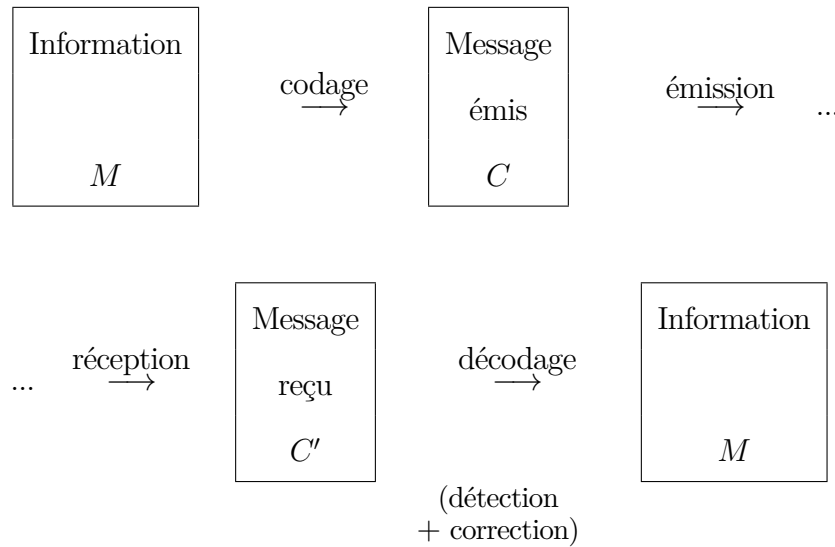 Information
Message
codage
émission
⟶
émis
⟶
...
M
C
Message
Information
réception
décodage
...
⟶
reçu
⟶
C′
M
(détection
+ correction)